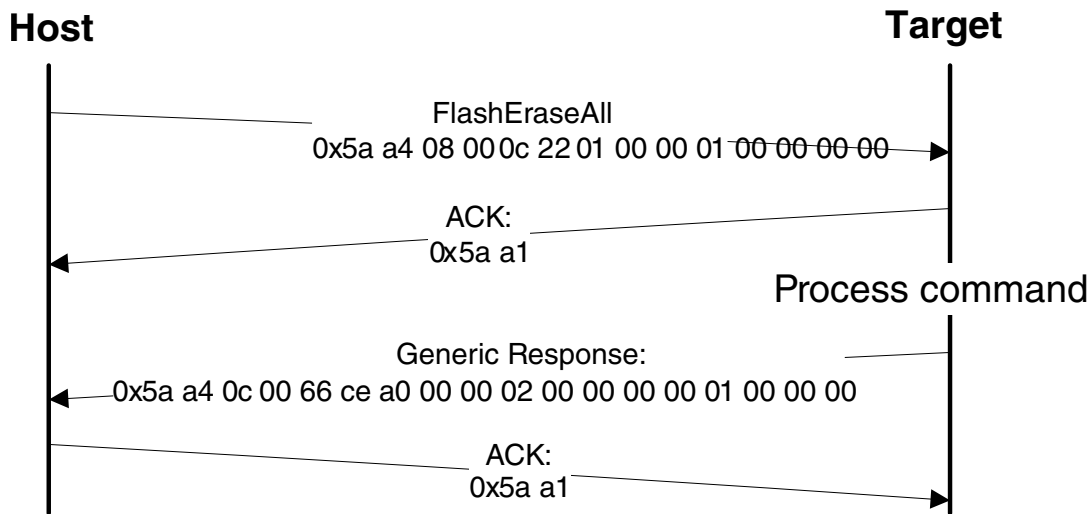 Host
Target
FlashEraseAll
0x5a a4 08 00 0c 22 01 00 00 01 00 00 00 00
ACK:
0x5a a1
Process command
Generic Response:
0x5a a4 0c 00 66 ce a0 00 00 02 00 00 00 00 01 00 00 00
ACK:
0x5a a1